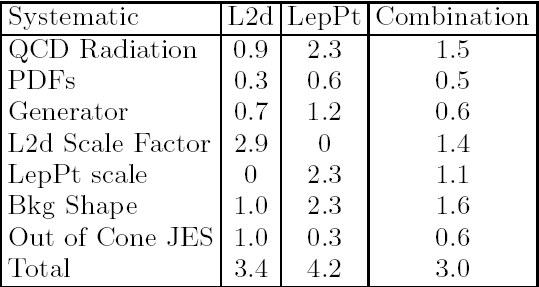 Systematic L2d LepPt Combination
QCD Radiation 0.9 2.3 1.5
PDFs 0.3 0.6 0.5
Generator 0.7 1.2 0.6
L2d Scale Factor 2.9 0 1.4
LepPt scale 0 2.3 1.1
Bkg Shape 1.0 2.3 1.6
Out of Cone JES 1.0 0.3 0.6
Total 3.4 4.2 3.0